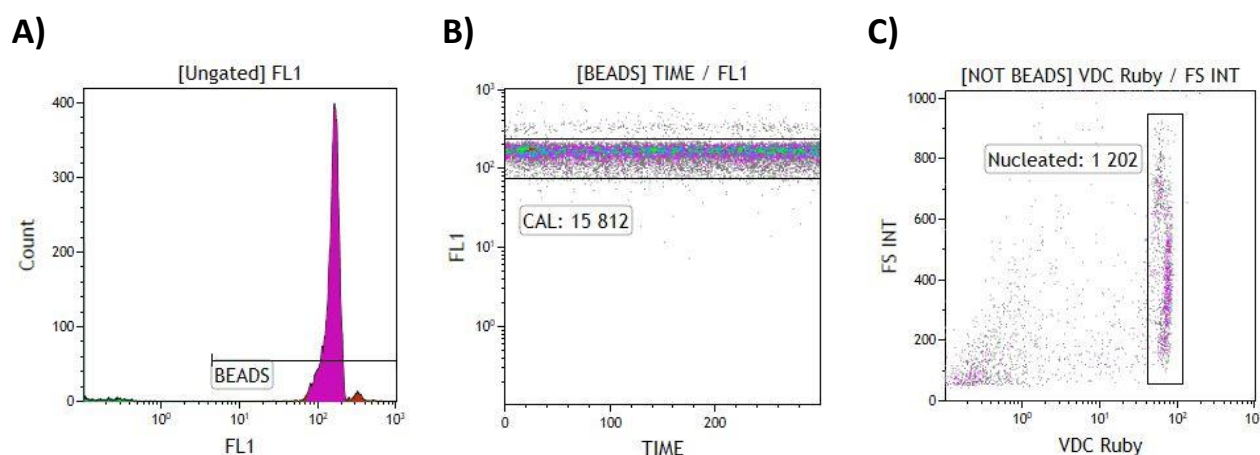 A)
[Ungated] FL1
400
300
200
100
0
Count
BEADS
10⁰
10¹
10²
10³
FL1
B)
[BEADS] TIME / FL1
10³
10²
10¹
10⁰
FL1
CAL: 15 812
0
200
TIME
C)
[NOT BEADS] VDC Ruby / FS INT
1000
800
600
400
200
0
FS INT
Nucleated: 1 202
10⁰
10¹
10²
10³
VDC Ruby